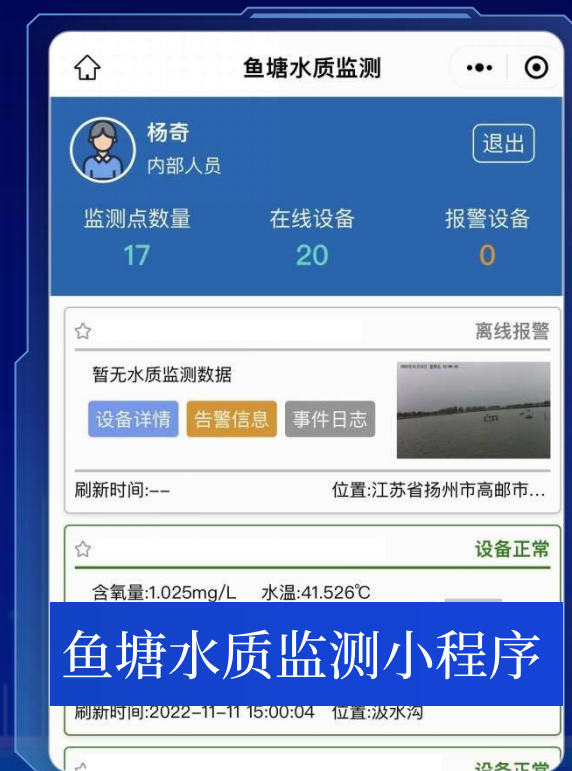 鱼塘水质监测
杨奇
内部人员
退出
监测点数量 在线设备 报警设备
17 20 0
离线报警
暂无水质监测数据
设备详情 告警信息 事件日志
刷新时间:-- 位置:江苏省扬州市高邮市...
设备正常
含氧量:1.025mg/L 水温:41.526℃
鱼塘水质监测小程序
刷新时间:2022-11-11 15:00:04 位置:汲水沟
设备正常